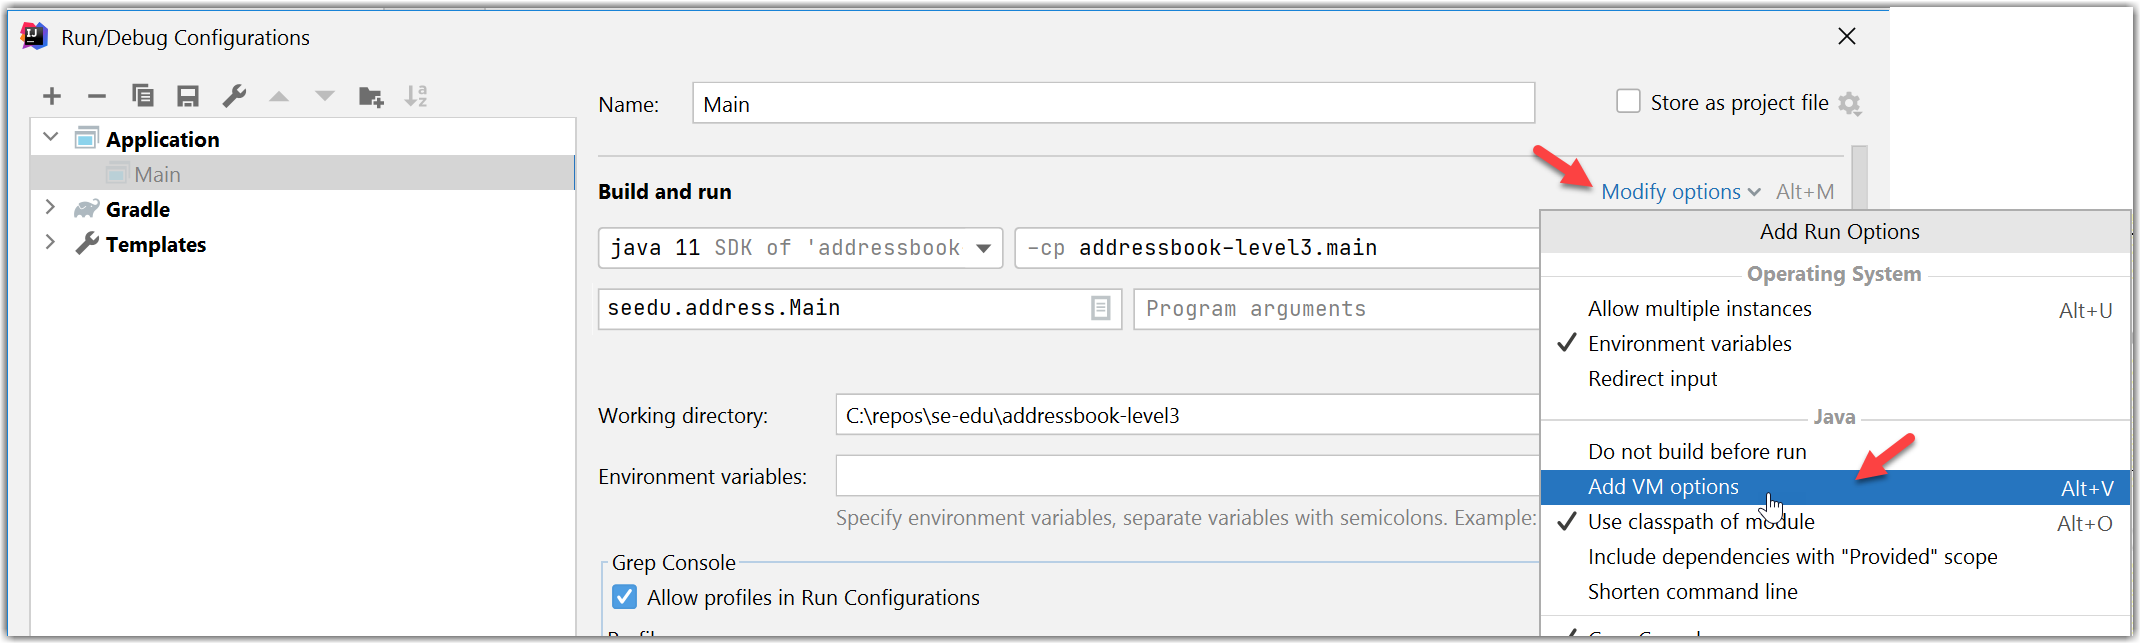 IJ
Run/Debug Configurations
Name:
Main
Store as project file
Application
Main
Gradle
Templates
Build and run
Modify options
Alt+M
java 11 SDK of 'addressbook
-cp addressbook-level3.main
seedu.address.Main
Program arguments
Working directory:
C:\repos\se-edu\addressbook-level3
Environment variables:
Specify environment variables, separate variables with semicolons. Example:
Grep Console
Allow profiles in Run Configurations
Add Run Options
Operating System
Allow multiple instances Alt+U
Environment variables
Redirect input
Java
Do not build before run
Add VM options Alt+V
Use classpath of module Alt+O
Include dependencies with "Provided" scope
Shorten command line